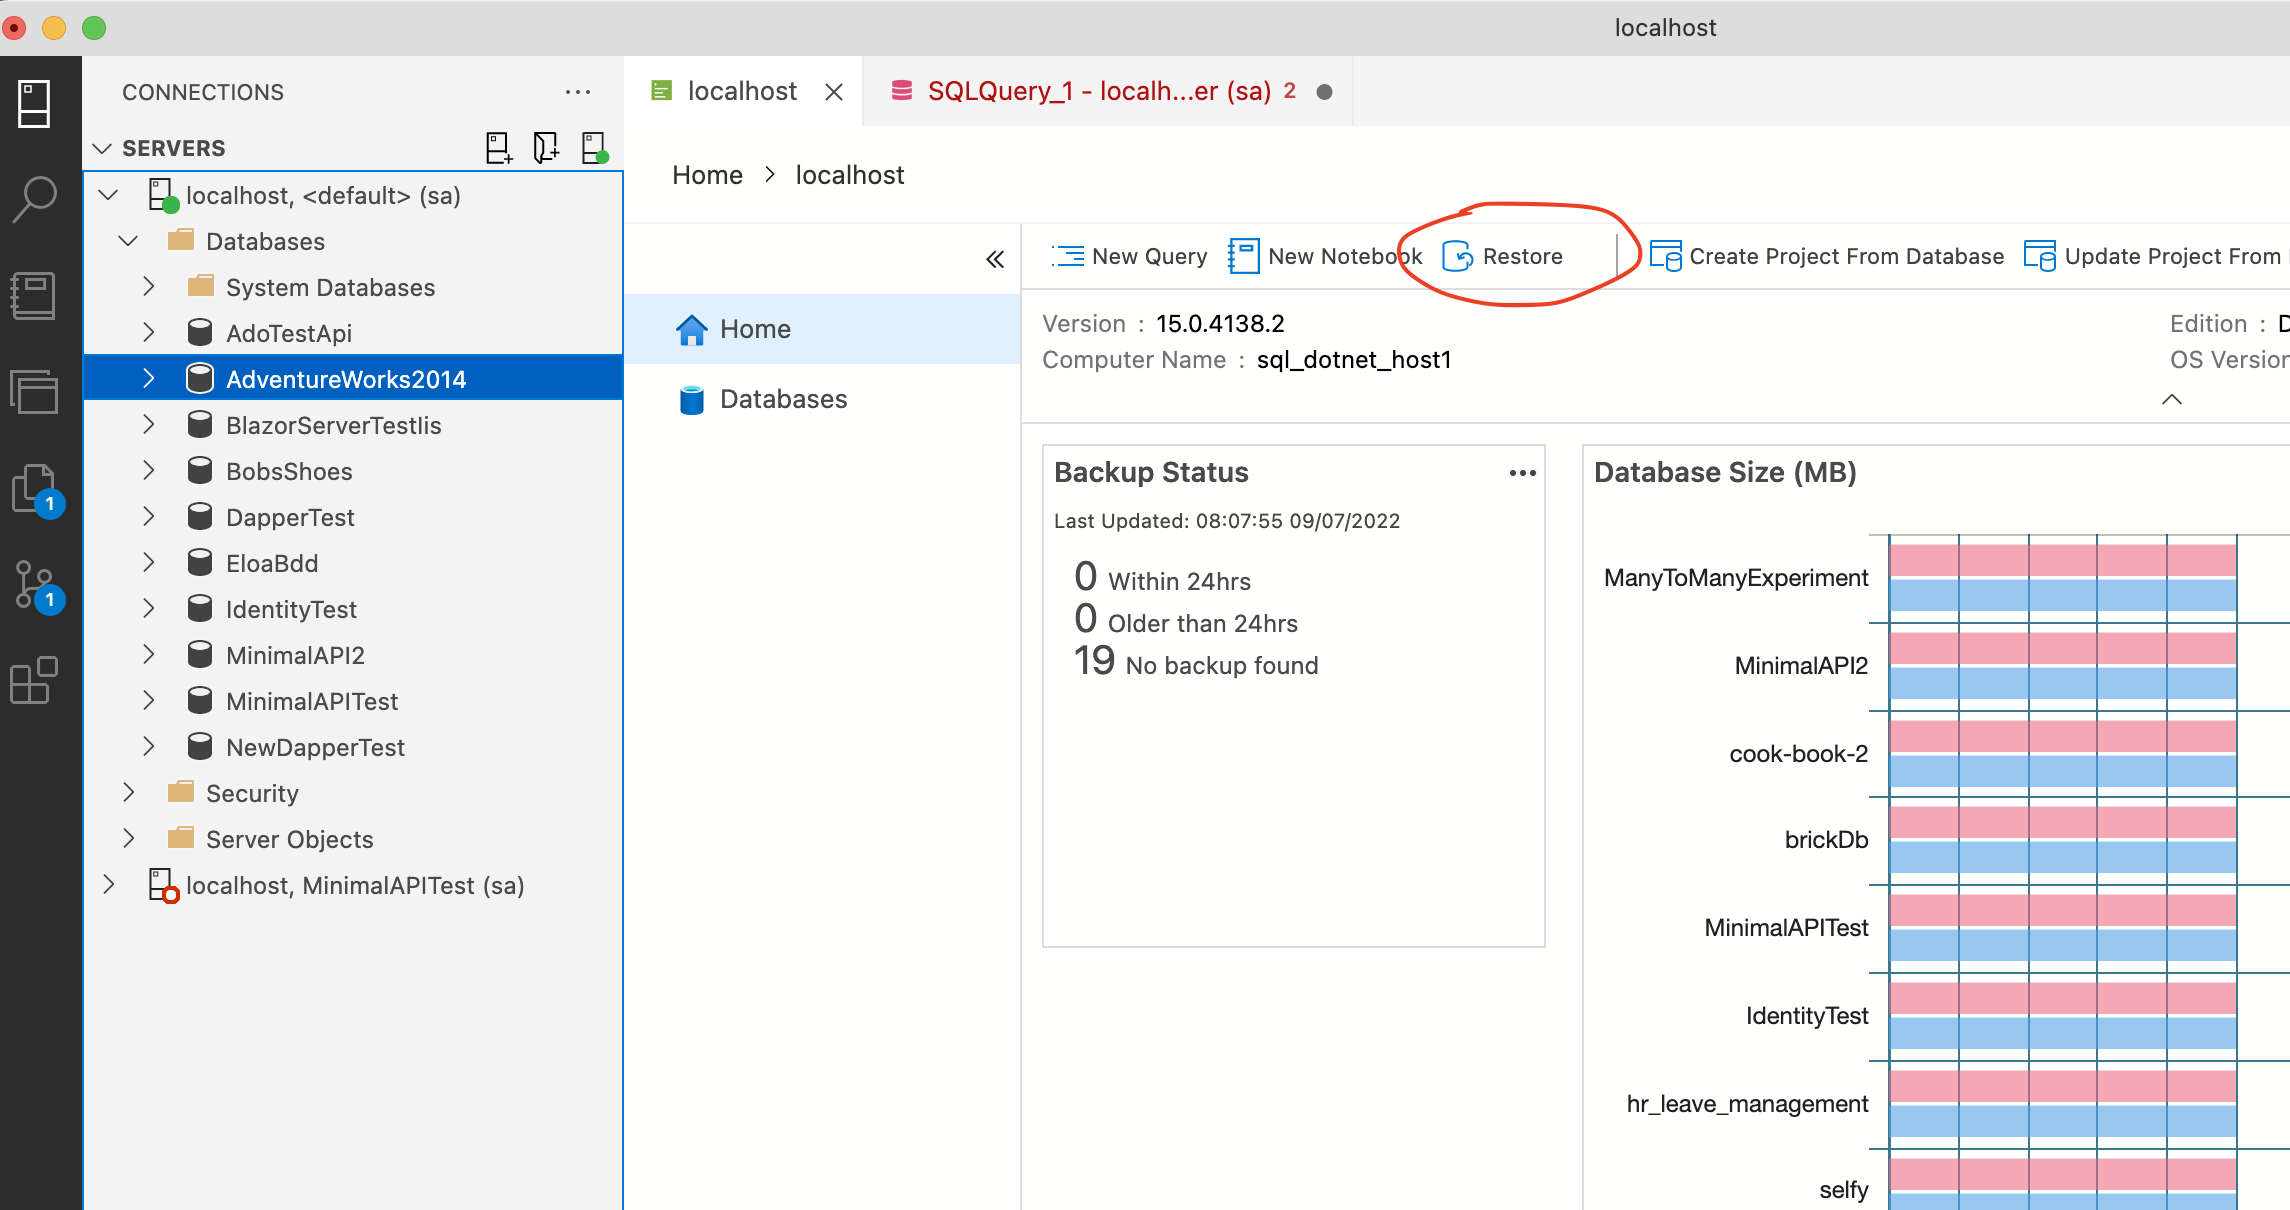 localhost
CONNECTIONS
SERVERS
localhost, <default> (sa)
Databases
System Databases
AdoTestApi
AdventureWorks2014
BlazorServerTestIis
BobsShoes
DapperTest
EloaBdd
IdentityTest
MinimalAPI2
MinimalAPITest
NewDapperTest
Security
Server Objects
localhost, MinimalAPITest (sa)
1
1
localhost
SQLQuery_1 - localh...er (sa) 2
Home > localhost
New Query New Notebook Restore Create Project From Database Update Project From
Home
Databases
Version : 15.0.4138.2
Computer Name : sql_dotnet_host1
Edition : D
OS Version
Backup Status
Last Updated: 08:07:55 09/07/2022
0 Within 24hrs
0 Older than 24hrs
19 No backup found
Database Size (MB)
ManyToManyExperiment
MinimalAPI2
cook-book-2
brickDb
MinimalAPITest
IdentityTest
hr_leave_management
selfy